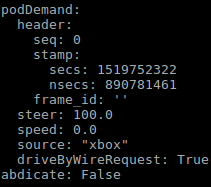 podDemand:
  header:
    seq: 0
    stamp:
      secs: 1519752322
      nsecs: 890781461
    frame_id: ''
  steer: 100.0
  speed: 0.0
  source: "xbox"
  driveByWireRequest: True
abdicate: False